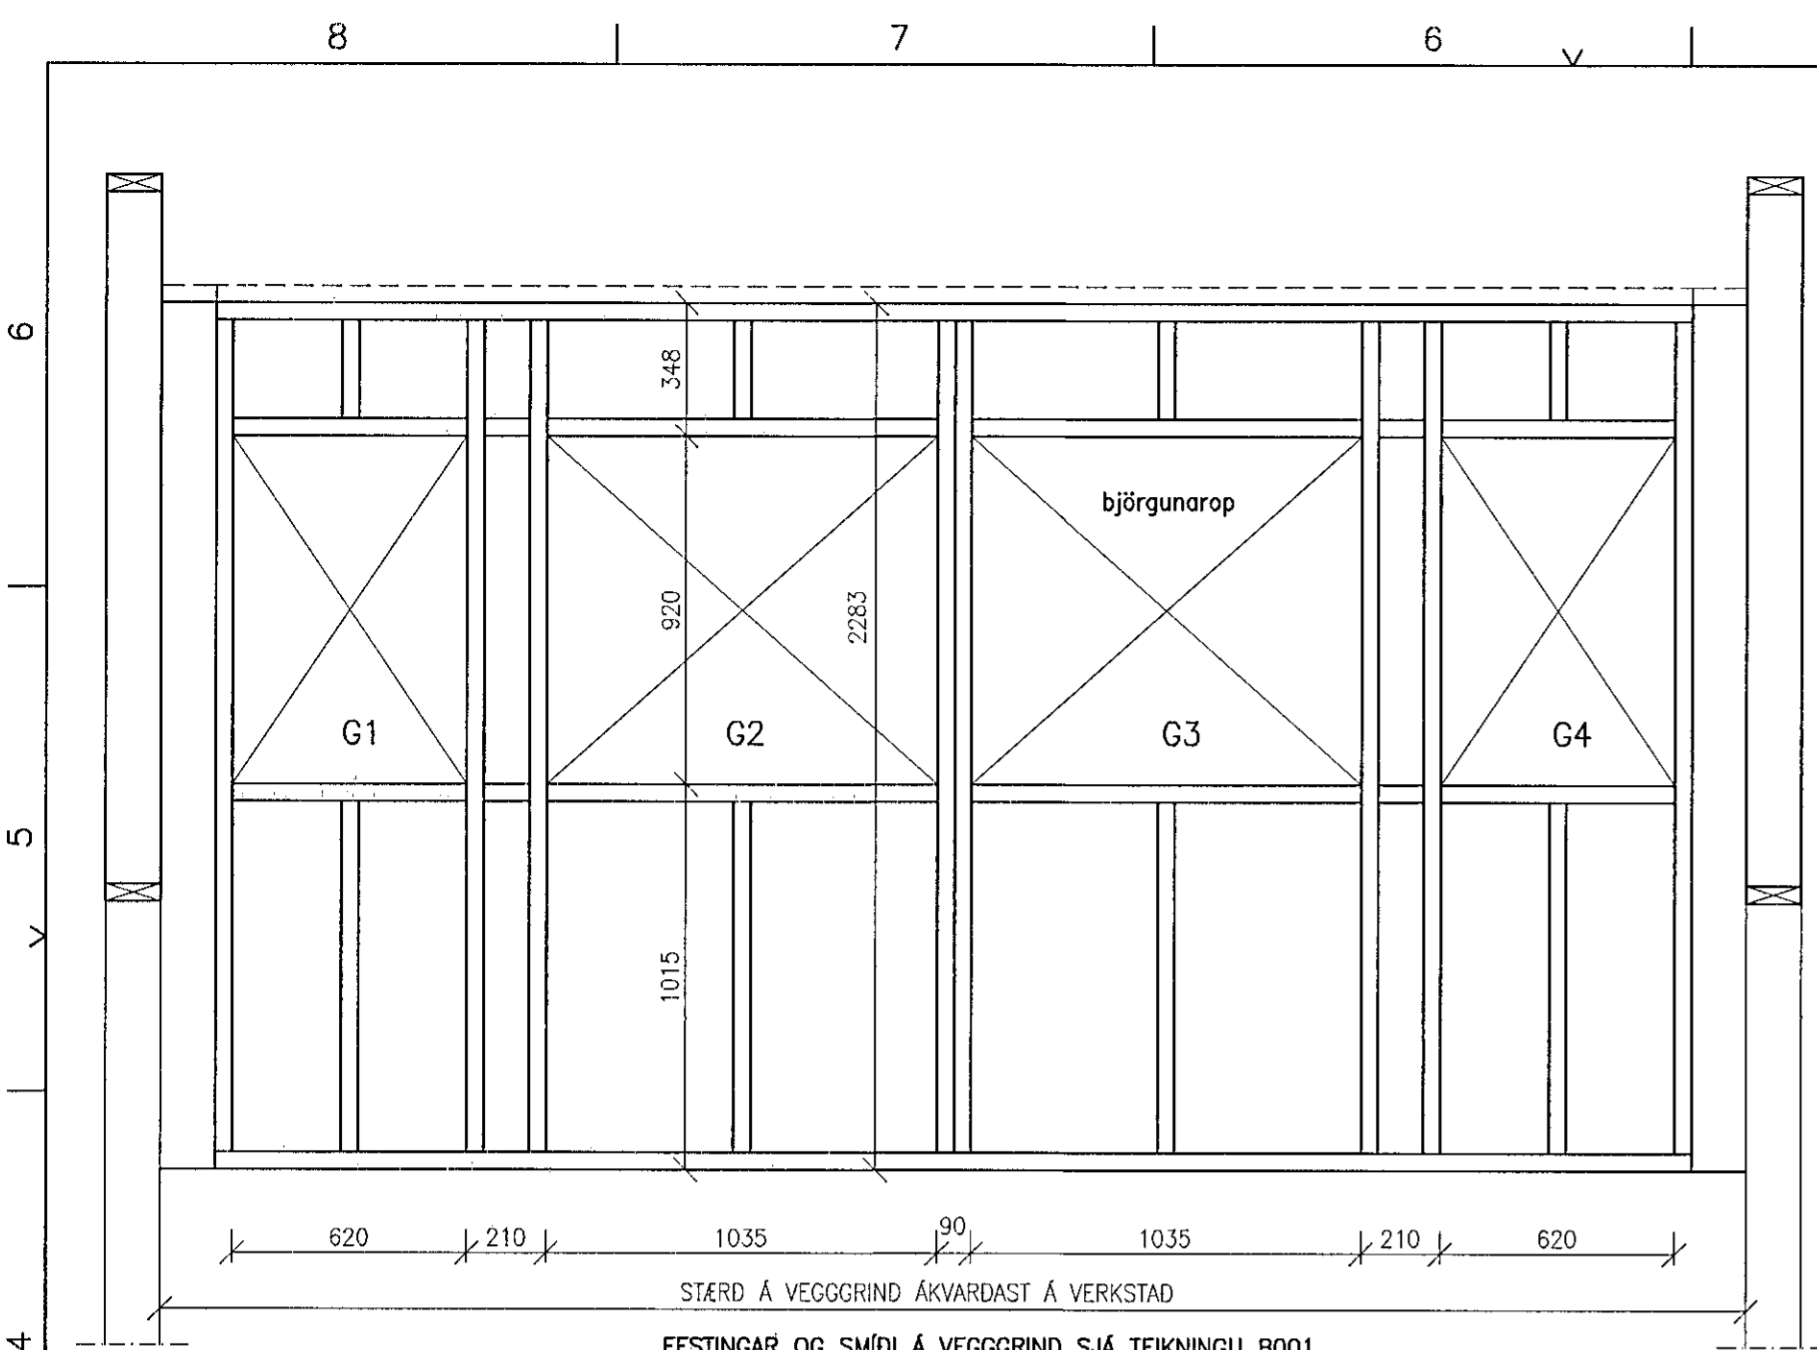 8 7 6
6
348
björgunarop
920
2283
G1 G2 G3 G4
5
1015
620 210 1035 90 1035 210 620
STÆRD Á VEGGGRIND ÁKVARDAST Á VERKSTAD
4
FESTINGAR OG SMÍÐI Á VEGGGRIND SJÁ TEIKNINGU B001